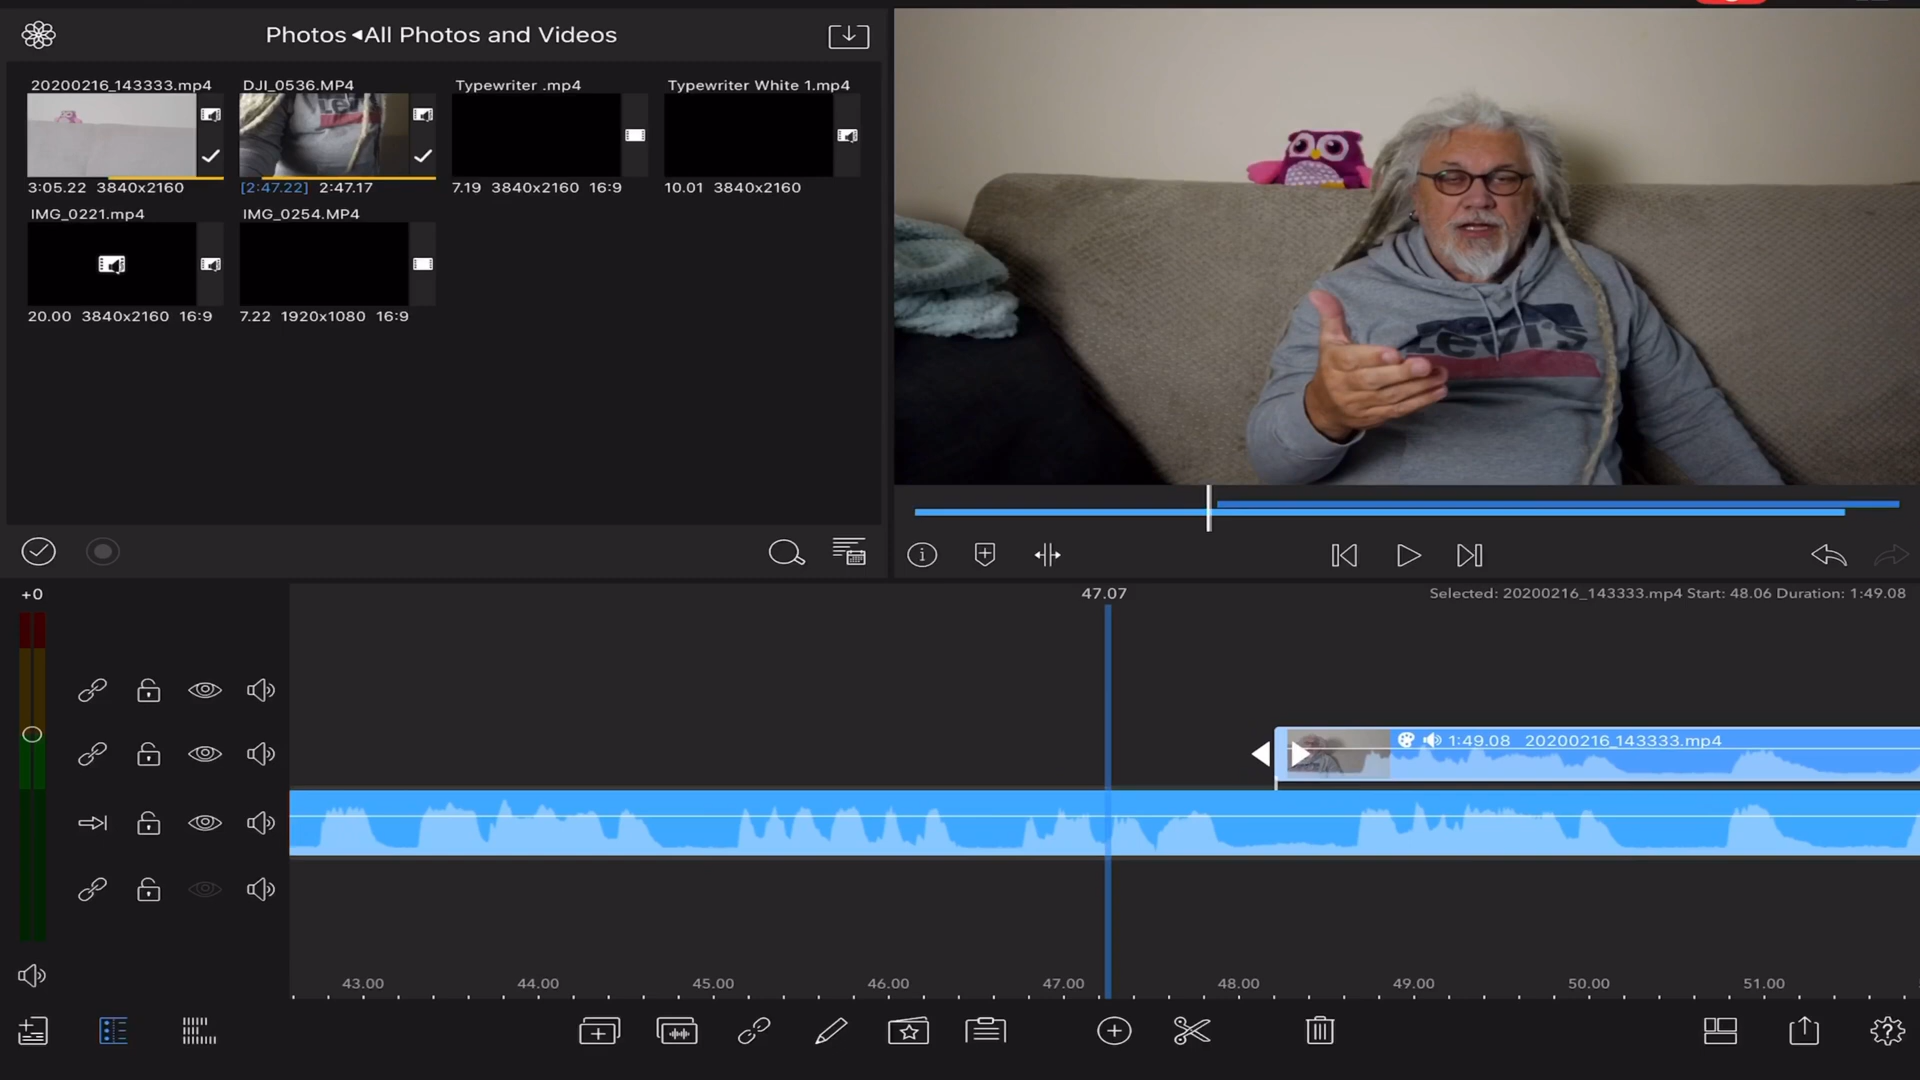 Photos ◂All Photos and Videos
20200216_143333.mp4
DJI_0536.MP4
Typewriter .mp4
Typewriter White 1.mp4
3:05.22 3840x2160
[2:47.22] 2:47.17
7.19 3840x2160 16:9
10.01 3840x2160
IMG_0221.mp4
IMG_0254.MP4
20.00 3840x2160 16:9
7.22 1920x1080 16:9
Levi's
+0
47.07
Selected: 20200216_143333.mp4 Start: 48.06 Duration: 1:49.08
1:49.08 20200216_143333.mp4
43.00 44.00 45.00 46.00 47.00 48.00 49.00 50.00 51.00